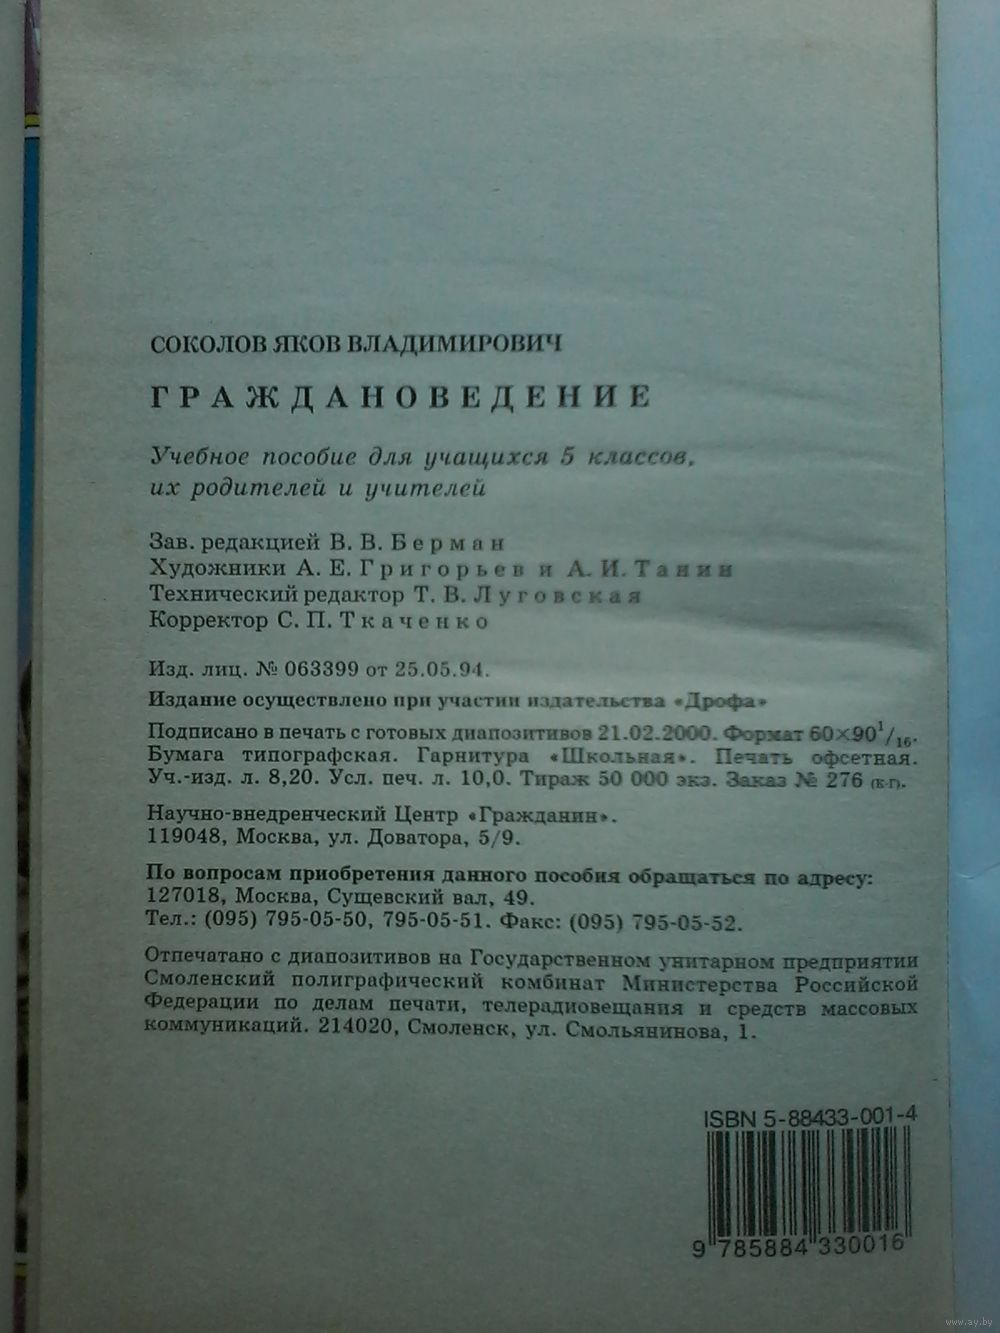 СОКОЛОВ ЯКОВ ВЛАДИМИРОВИЧ
ГРАЖДАНОВЕДЕНИЕ
Учебное пособие для учащихся 5 классов,
их родителей и учителей
Зав. редакцией В. В. Берман
Художники А. Е. Григорьев и А. И. Танин
Технический редактор Т. В. Луговская
Корректор С. П. Ткаченко
Изд. лиц. № 063399 от 25.05.94.
Издание осуществлено при участии издательства «Дрофа»
Подписано в печать с готовых диапозитивов 21.02.2000. Формат 60×90¹/₁₆.
Бумага типографская. Гарнитура «Школьная». Печать офсетная.
Уч.-изд. л. 8,20. Усл. печ. л. 10,0. Тираж 50 000 экз. Заказ № 276 (к-г).
Научно-внедренческий Центр «Гражданин».
119048, Москва, ул. Доватора, 5/9.
По вопросам приобретения данного пособия обращаться по адресу:
127018, Москва, Сущевский вал, 49.
Тел.: (095) 795-05-50, 795-05-51. Факс: (095) 795-05-52.
Отпечатано с диапозитивов на Государственном унитарном предприятии
Смоленский полиграфический комбинат Министерства Российской
Федерации по делам печати, телерадиовещания и средств массовых
коммуникаций. 214020, Смоленск, ул. Смольянинова, 1.
ISBN 5-88433-001-4
9 785884 330016
www.ay.by